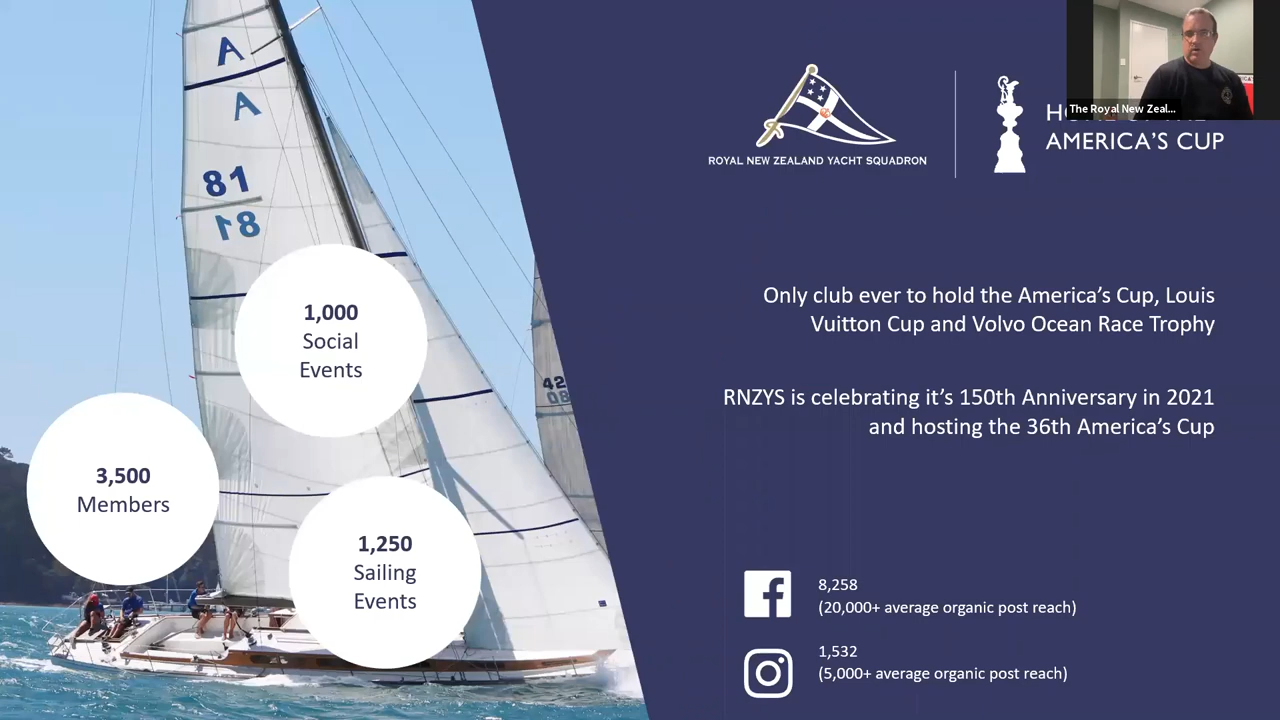 A
A
81
81
1,000
Social
Events
3,500
Members
1,250
Sailing
Events
42
ROYAL NEW ZEALAND YACHT SQUADRON
AMERICA'S CUP
The Royal New Zeal...
Only club ever to hold the America's Cup, Louis
Vuitton Cup and Volvo Ocean Race Trophy
RNZYS is celebrating it's 150th Anniversary in 2021
and hosting the 36th America's Cup
8,258
(20,000+ average organic post reach)
1,532
(5,000+ average organic post reach)